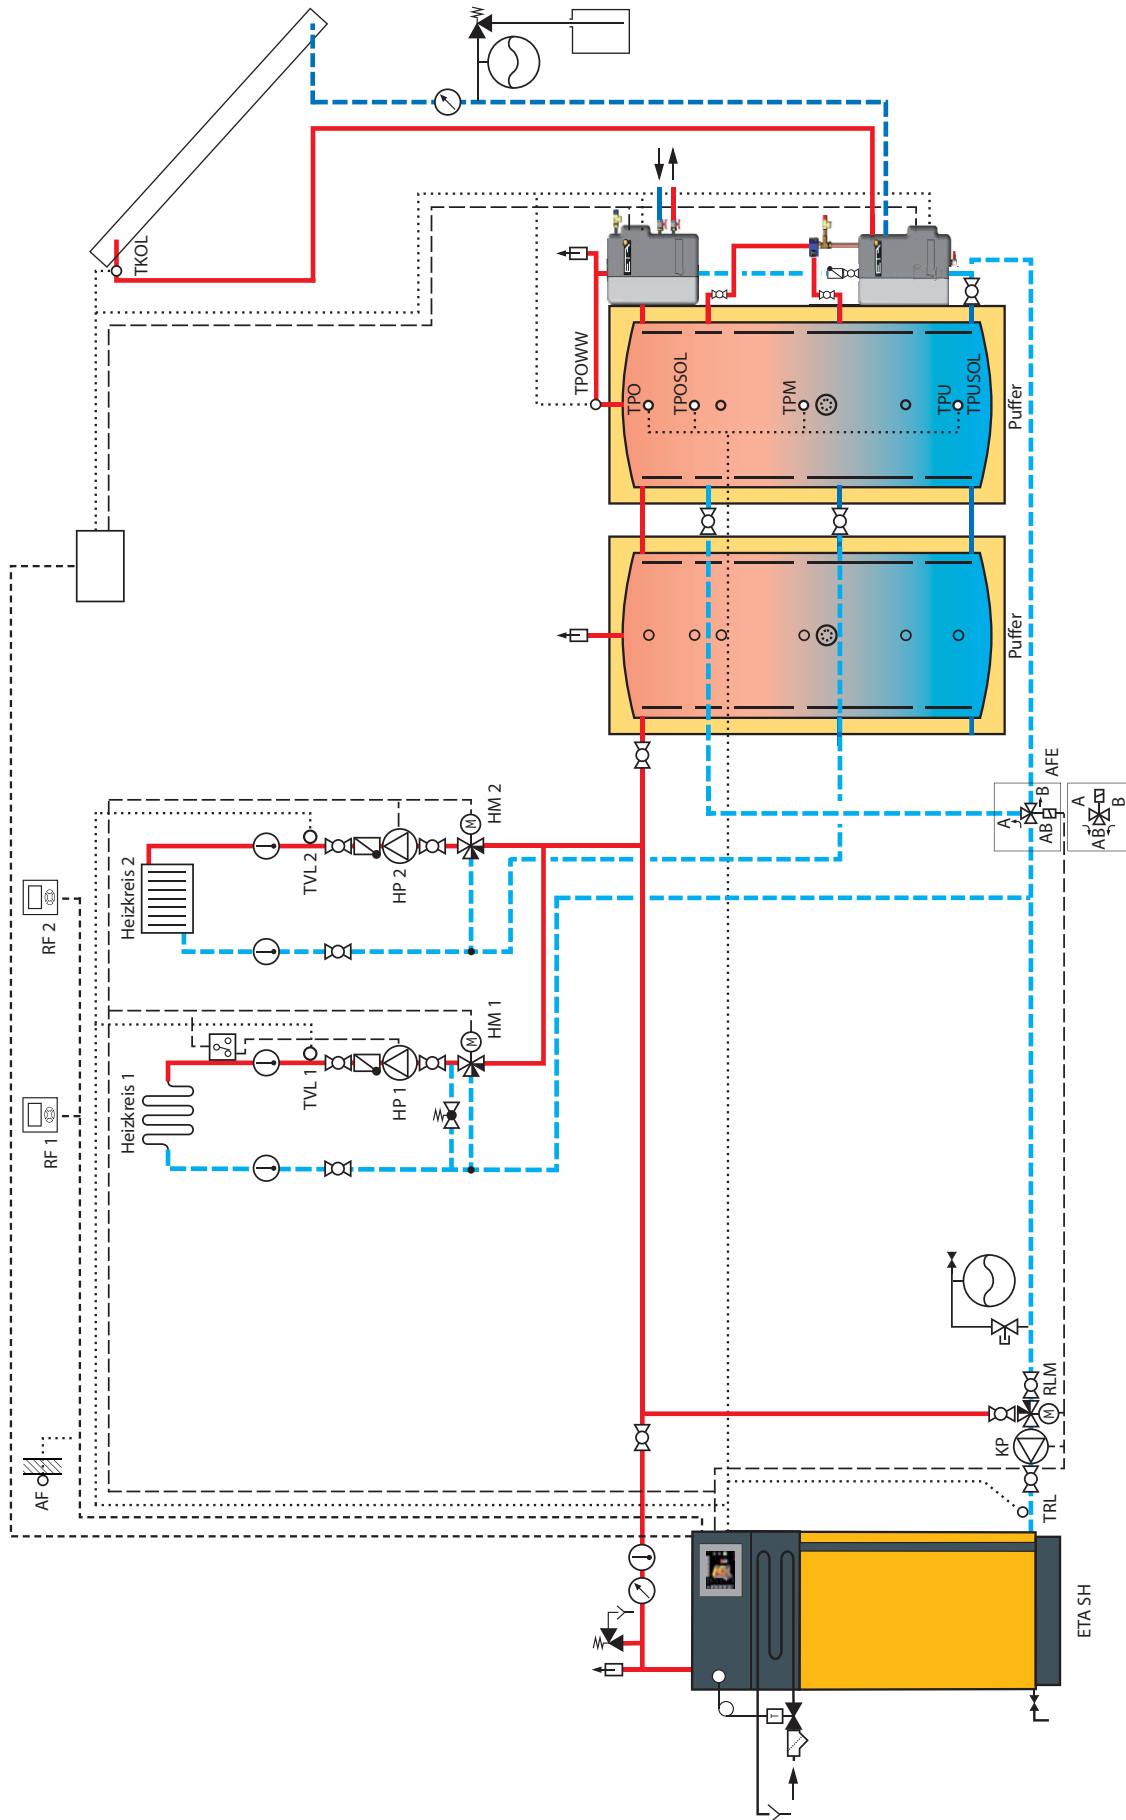 TKOL
TPOWW
TPO
TPOSOL
TPM
TPU
TPUSOL
Puffer
Puffer
AFE
A
B
AB
A
B
AB
RF 2
Heizkreis 2
TVL 2
HP 2
M
HM 2
RF 1
Heizkreis 1
TVL 1
HP 1
M
HM 1
AF
RLM
M
KP
TRL
ETA SH
T
ETA
ETA